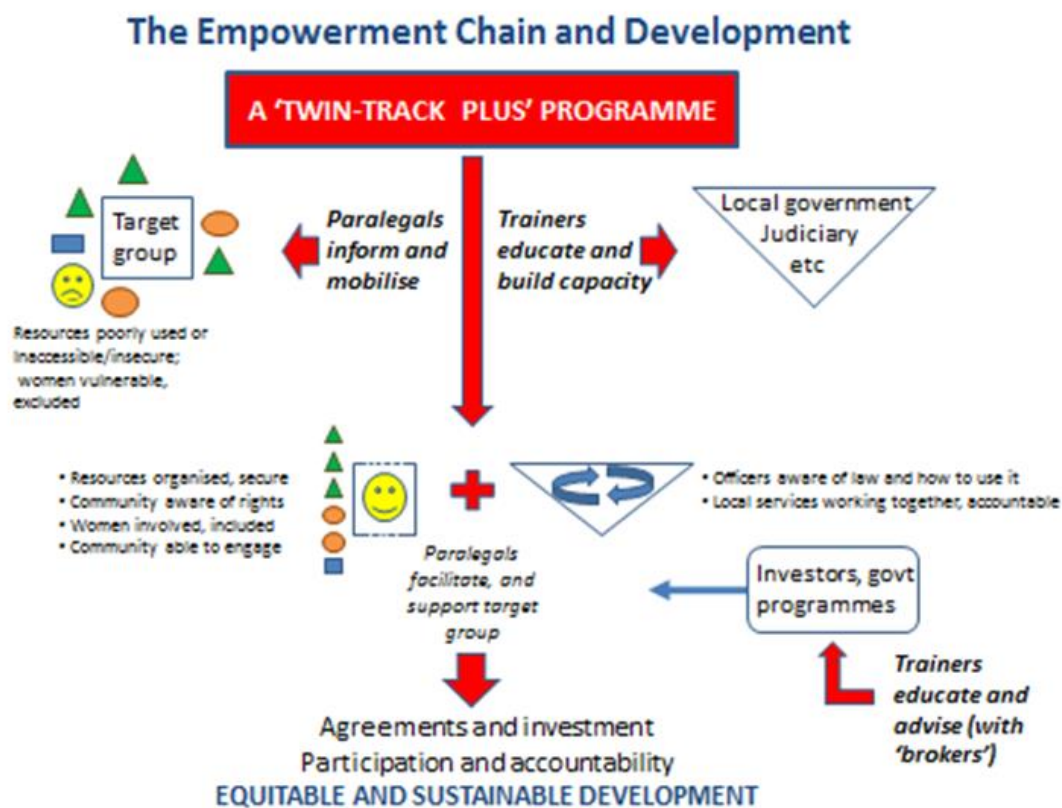 The Empowerment Chain and Development
A ‘TWIN-TRACK PLUS’ PROGRAMME
Target
group
Paralegals
inform and
mobilise
Trainers
educate and
build capacity
Local government
Judiciary
etc
Resources poorly used or
Inaccessible/insecure;
women vulnerable,
excluded
• Resources organised, secure
• Community aware of rights
• Women involved, included
• Community able to engage
• Officers aware of law and how to use it
• Local services working together, accountable
Paralegals
facilitate, and
support target
group
Investors, govt
programmes
Trainers
educate and
advise (with
‘brokers’)
Agreements and investment
Participation and accountability
EQUITABLE AND SUSTAINABLE DEVELOPMENT